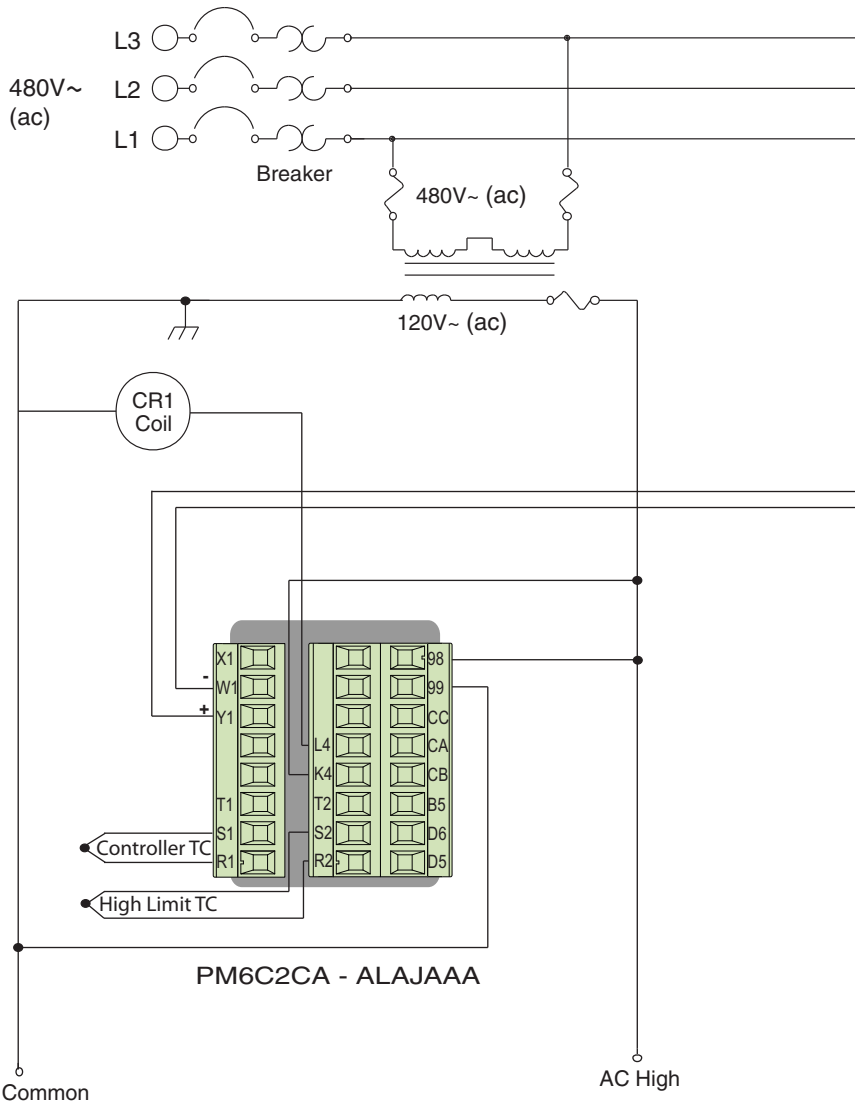 L3
480V~
(ac)
L2
L1
Breaker
480V~ (ac)
120V~ (ac)
CR1
Coil
X1
98
-
W1
99
+
Y1
CC
L4
CA
K4
CB
T1
T2
B5
S1
S2
D6
Controller TC
R1
R2
D5
High Limit TC
PM6C2CA - ALAJAAA
Common
AC High